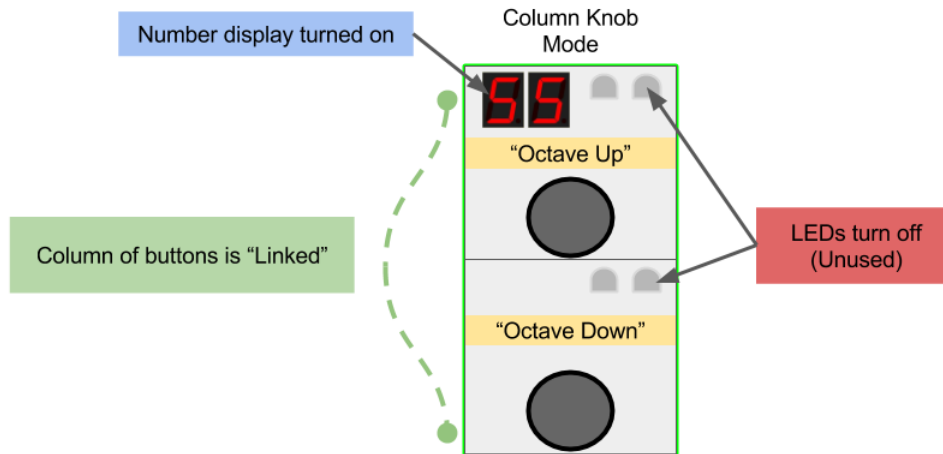 Column Knob
Mode
Number display turned on
55
“Octave Up”
Column of buttons is “Linked”
LEDs turn off
(Unused)
“Octave Down”